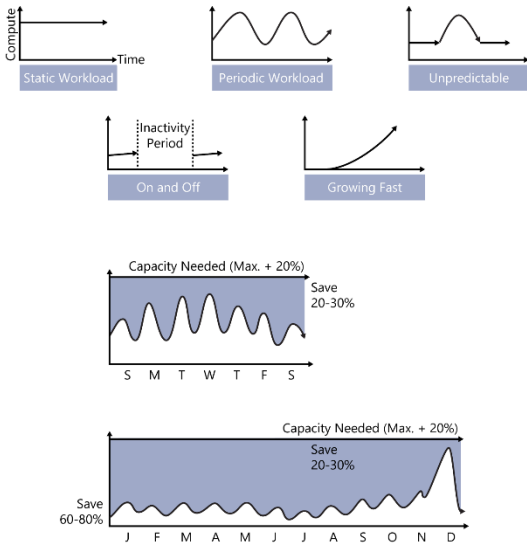 Compute
Time
Static Workload
Periodic Workload
Unpredictable
Inactivity
Period
On and Off
Growing Fast
Capacity Needed (Max. + 20%)
Save
20-30%
S M T W T F S
Capacity Needed (Max. + 20%)
Save
20-30%
Save
60-80%
J F M A M J J A S O N D